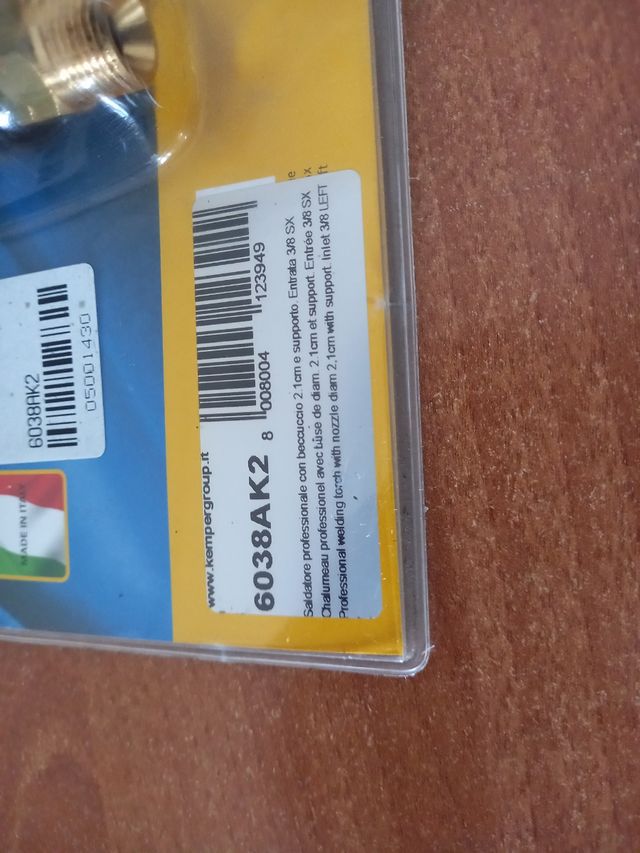 www.kempergroup.it
6038AK2
8 008004 123949
Saldatore professionale con beccuccio 2.1cm e supporto. Entrata 3/8 SX
Chalumeau professionel avec buse de diam. 2.1cm et support. Entrée 3/8 SX
Professional welding torch with nozzle diam 2,1cm with support. Inlet 3/8 LEFT
e
x
ft
6038AK2
05001430
MADE IN ITALY